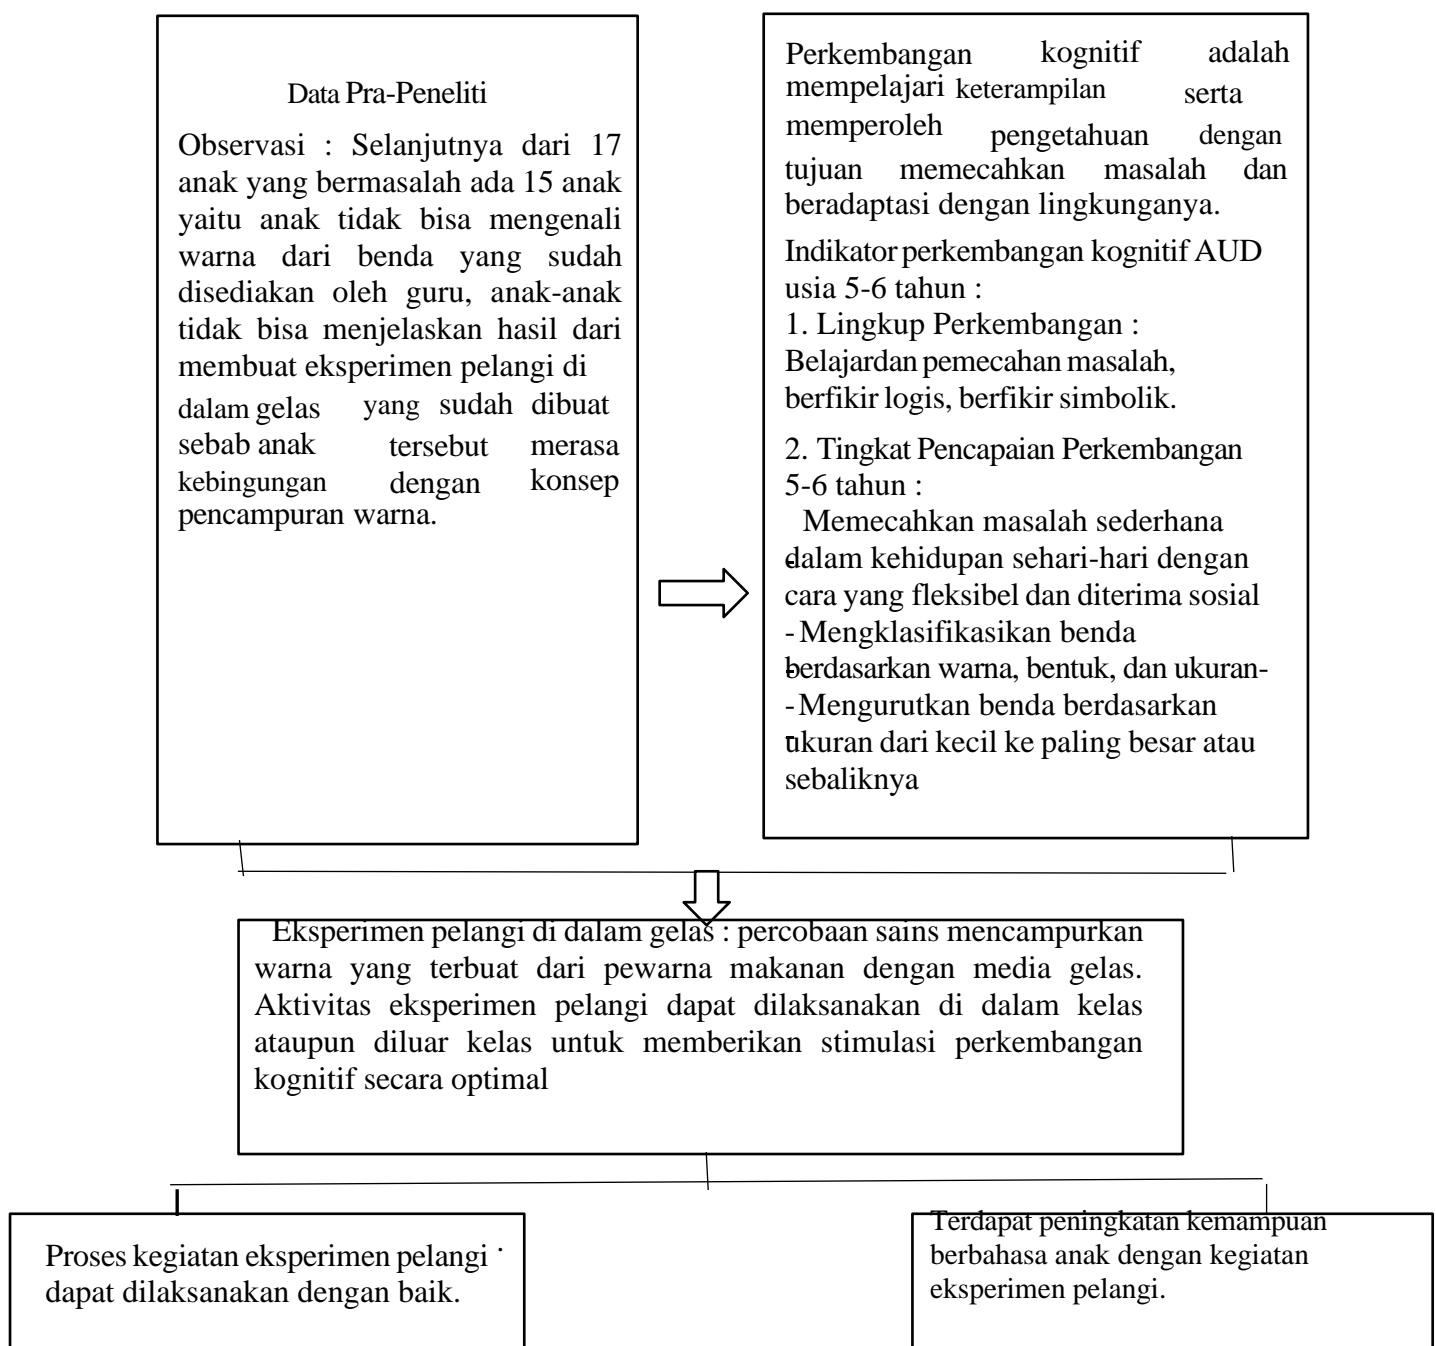 Data Pra-Peneliti
Observasi : Selanjutnya dari 17
anak yang bermasalah ada 15 anak
yaitu anak tidak bisa mengenali
warna dari benda yang sudah
disediakan oleh guru, anak-anak
tidak bisa menjelaskan hasil dari
membuat eksperimen pelangi di
dalam gelas yang sudah dibuat
sebab anak tersebut merasa
kebingungan dengan konsep
pencampuran warna.
Perkembangan kognitif adalah
mempelajari keterampilan serta
memperoleh pengetahuan dengan
tujuan memecahkan masalah dan
beradaptasi dengan lingkunganya.
Indikator perkembangan kognitif AUD
usia 5-6 tahun :
1. Lingkup Perkembangan :
Belajardan pemecahan masalah,
berfikir logis, berfikir simbolik.
2. Tingkat Pencapaian Perkembangan
5-6 tahun :
Memecahkan masalah sederhana
dalam kehidupan sehari-hari dengan
cara yang fleksibel dan diterima sosial
- Mengklasifikasikan benda
berdasarkan warna, bentuk, dan ukuran-
- Mengurutkan benda berdasarkan
ukuran dari kecil ke paling besar atau
sebaliknya
Eksperimen pelangi di dalam gelas : percobaan sains mencampurkan
warna yang terbuat dari pewarna makanan dengan media gelas.
Aktivitas eksperimen pelangi dapat dilaksanakan di dalam kelas
ataupun diluar kelas untuk memberikan stimulasi perkembangan
kognitif secara optimal
Proses kegiatan eksperimen pelangi
dapat dilaksanakan dengan baik.
Terdapat peningkatan kemampuan
berbahasa anak dengan kegiatan
eksperimen pelangi.